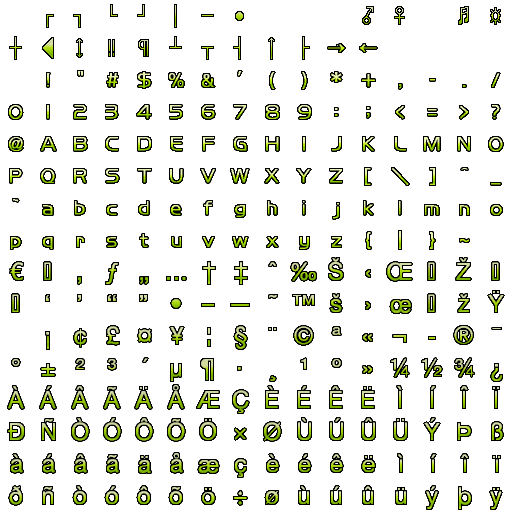 ┌ ┐ └ ┘ │ ─ • ♂ ♀ ♫ ☼
┼ ◄ ↕ ‼ ¶ ┴ ┬ ┤ ↑ ├ → ←
! " # $ % & ' ( ) * + , - . /
0 1 2 3 4 5 6 7 8 9 : ; < = > ?
@ A B C D E F G H I J K L M N O
P Q R S T U V W X Y Z [ \ ] ^ _
` a b c d e f g h i j k l m n o
p q r s t u v w x y z { | } ~
€ ▯ ‚ ƒ „ … † ‡ ˆ ‰ Š ‹ Œ ▯ Ž ▯
▯ ‘ ’ “ ” • – — ˜ ™ š › œ ▯ ž Ÿ
¡ ¢ £ ¤ ¥ ¦ § ¨ © ª « ¬ - ® ¯
° ± ² ³ ´ µ ¶ · ¸ ¹ º » ¼ ½ ¾ ¿
À Á Â Ã Ä Å Æ Ç È É Ê Ë Ì Í Î Ï
Ð Ñ Ò Ó Ô Õ Ö × Ø Ù Ú Û Ü Ý Þ ß
à á â ã ä å æ ç è é ê ë ì í î ï
ð ñ ò ó ô õ ö ÷ ø ù ú û ü ý þ ÿ